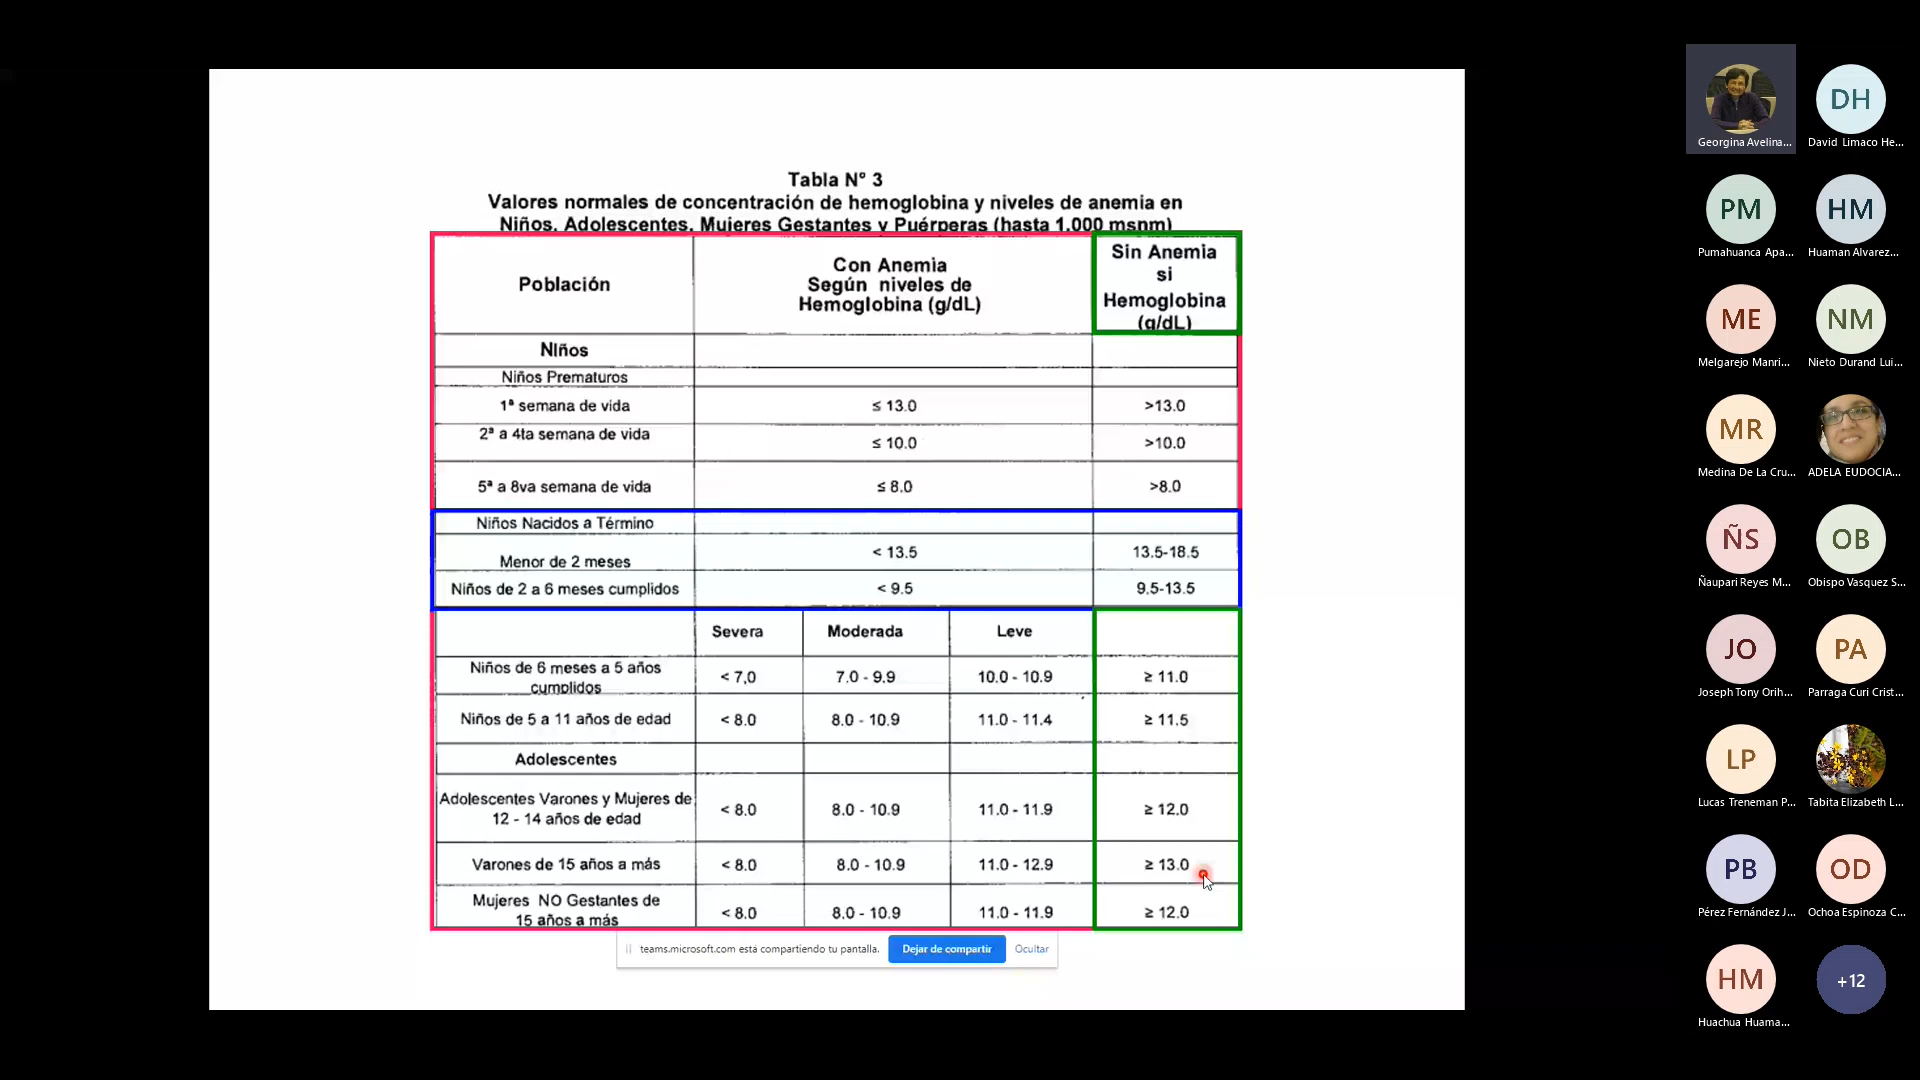 Tabla N° 3
Valores normales de concentración de hemoglobina y niveles de anemia en
Niños, Adolescentes, Mujeres Gestantes y Puérperas (hasta 1,000 msnm)
Población
Con Anemia
Según niveles de
Hemoglobina (g/dL)
Sin Anemia
si
Hemoglobina
(g/dL)
Niños
Niños Prematuros
1ª semana de vida ≤ 13.0 >13.0
2ª a 4ta semana de vida ≤ 10.0 >10.0
5ª a 8va semana de vida ≤ 8.0 >8.0
Niños Nacidos a Término
Menor de 2 meses < 13.5 13.5-18.5
Niños de 2 a 6 meses cumplidos < 9.5 9.5-13.5
Severa Moderada Leve
Niños de 6 meses a 5 años
cumplidos
< 7,0 7.0 - 9.9 10.0 - 10.9 ≥ 11.0
Niños de 5 a 11 años de edad < 8.0 8.0 - 10.9 11.0 - 11.4 ≥ 11.5
Adolescentes
Adolescentes Varones y Mujeres de
12 - 14 años de edad
< 8.0 8.0 - 10.9 11.0 - 11.9 ≥ 12.0
Varones de 15 años a más < 8.0 8.0 - 10.9 11.0 - 12.9 ≥ 13.0
Mujeres NO Gestantes de
15 años a más
< 8.0 8.0 - 10.9 11.0 - 11.9 ≥ 12.0
teams.microsoft.com está compartiendo tu pantalla. Dejar de compartir Ocultar
Georgina Avelina...
DH
David Limaco He...
PM
Pumahuanca Apa...
HM
Huaman Alvarez...
ME
Melgarejo Manri...
NM
Nieto Durand Lui...
MR
Medina De La Cru...
ADELA EUDOCIA...
ÑS
Ñaupari Reyes M...
OB
Obispo Vasquez S...
JO
Joseph Tony Orih...
PA
Parraga Curi Crist...
LP
Lucas Treneman P...
Tabita Elizabeth L...
PB
Pérez Fernández J...
OD
Ochoa Espinoza C...
HM
Huachua Huama...
+12